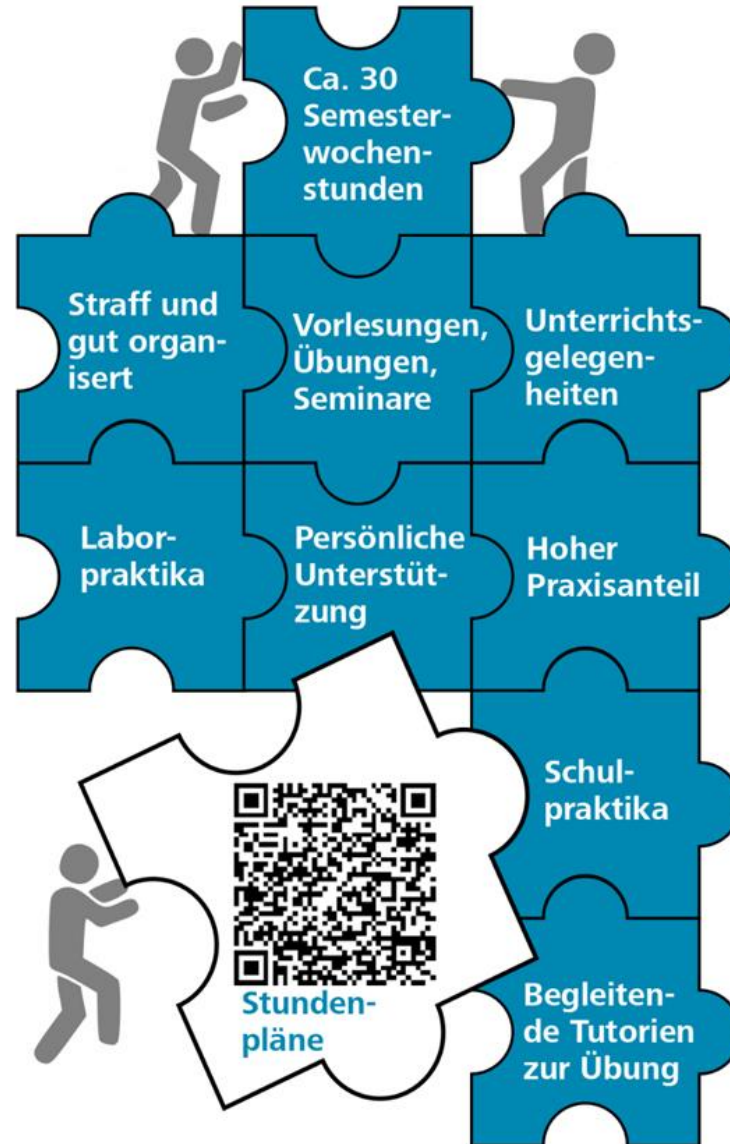 Ca. 30
Semester-
wochen-
stunden
Straff und
gut organ-
isert
Vorlesungen,
Übungen,
Seminare
Unterrichts-
gelegen-
heiten
Labor-
praktika
Persönliche
Unterstüt-
zung
Hoher
Praxisanteil
Schul-
praktika
Stunden-
pläne
Begleiten-
de Tutorien
zur Übung